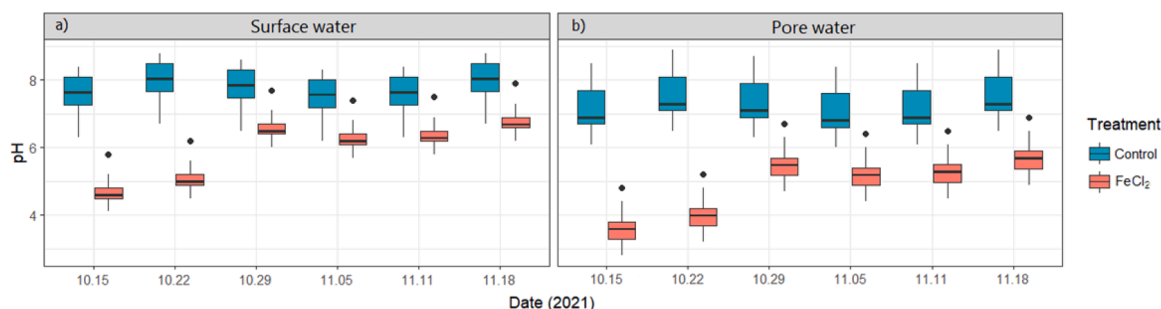 a) Surface water
b) Pore water
pH
8
6
4
10.15 10.22 10.29 11.05 11.11 11.18
10.15 10.22 10.29 11.05 11.11 11.18
Date (2021)
Treatment
Control
FeCl₂